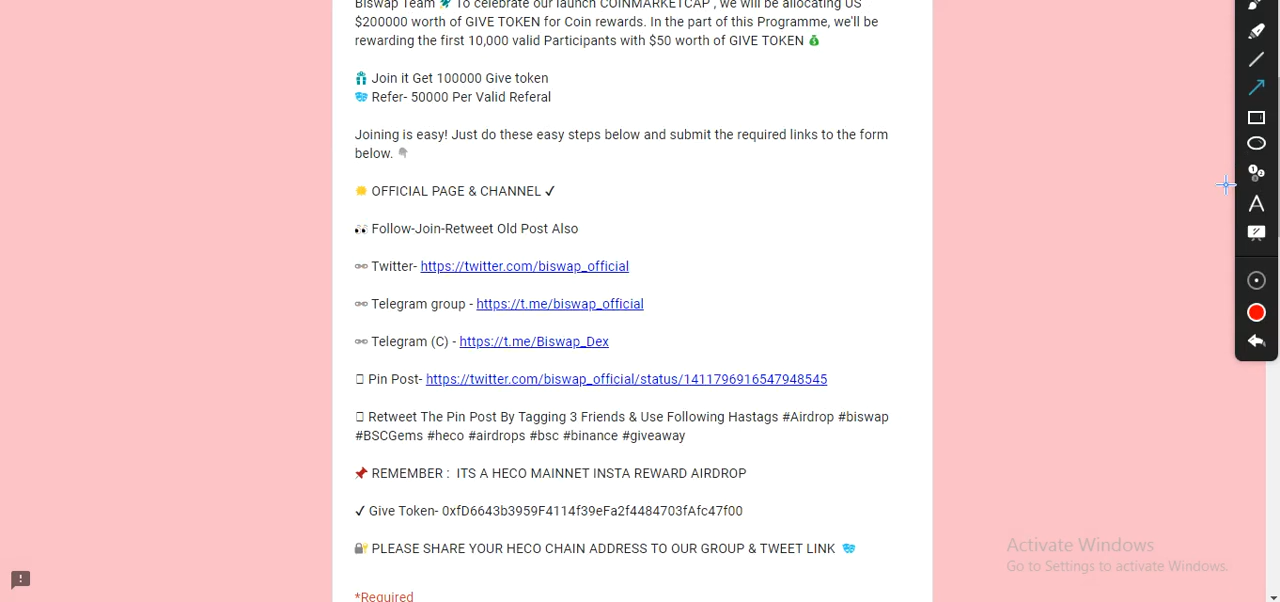 Biswap Team 🚀 To celebrate our launch COINMARKETCAP , we will be allocating US
$200000 worth of GIVE TOKEN for Coin rewards. In the part of this Programme, we'll be
rewarding the first 10,000 valid Participants with $50 worth of GIVE TOKEN 💰
🎁 Join it Get 100000 Give token
Refer- 50000 Per Valid Referal
Joining is easy! Just do these easy steps below and submit the required links to the form
below. 👇
OFFICIAL PAGE & CHANNEL ✓
👀 Follow-Join-Retweet Old Post Also
Twitter- https://twitter.com/biswap_official
Telegram group - https://t.me/biswap_official
Telegram (C) - https://t.me/Biswap_Dex
Pin Post- https://twitter.com/biswap_official/status/1411796916547948545
Retweet The Pin Post By Tagging 3 Friends & Use Following Hastags #Airdrop #biswap
#BSCGems #heco #airdrops #bsc #binance #giveaway
📌 REMEMBER : ITS A HECO MAINNET INSTA REWARD AIRDROP
✓ Give Token- 0xfD6643b3959F4114f39eFa2f4484703fAfc47f00
🔐 PLEASE SHARE YOUR HECO CHAIN ADDRESS TO OUR GROUP & TWEET LINK
*Required
Activate Windows
Go to Settings to activate Windows.